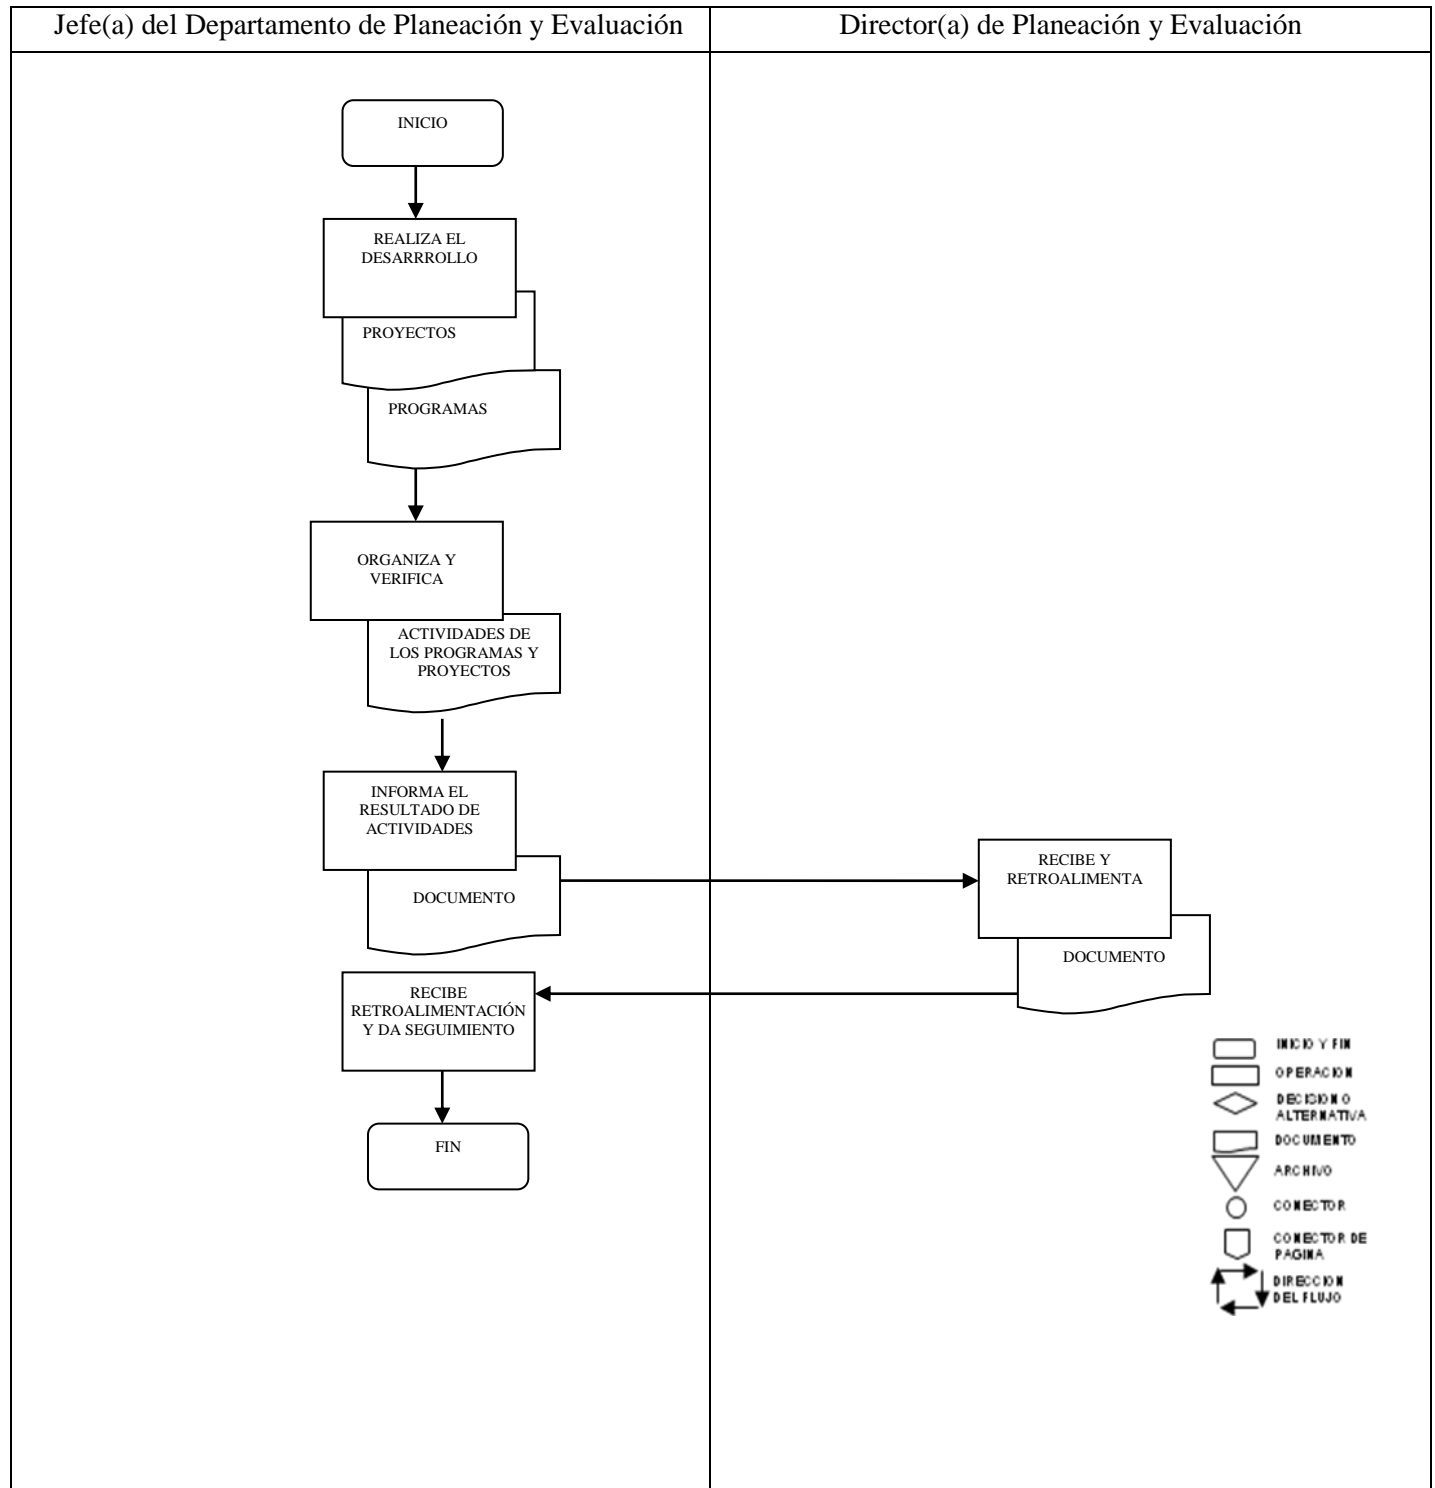 Jefe(a) del Departamento de Planeación y Evaluación
Director(a) de Planeación y Evaluación
INICIO
REALIZA EL
DESARRROLLO
PROYECTOS
PROGRAMAS
ORGANIZA Y
VERIFICA
ACTIVIDADES DE
LOS PROGRAMAS Y
PROYECTOS
INFORMA EL
RESULTADO DE
ACTIVIDADES
DOCUMENTO
RECIBE Y
RETROALIMENTA
DOCUMENTO
RECIBE
RETROALIMENTACIÓN
Y DA SEGUIMIENTO
FIN
INICIO Y FIN
OPERACION
DECISION O
ALTERNATIVA
DOCUMENTO
ARCHIVO
CONECTOR
CONECTOR DE
PAGINA
DIRECCION
DEL FLUJO